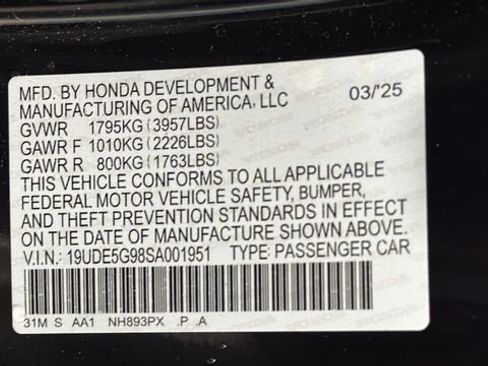 MFD. BY HONDA DEVELOPMENT &
MANUFACTURING OF AMERICA, LLC 03/'25
GVWR 1795KG (3957LBS)
GAWR F 1010KG (2226LBS)
GAWR R 800KG (1763LBS)
THIS VEHICLE CONFORMS TO ALL APPLICABLE
FEDERAL MOTOR VEHICLE SAFETY, BUMPER,
AND THEFT PREVENTION STANDARDS IN EFFECT
ON THE DATE OF MANUFACTURE SHOWN ABOVE.
V.I.N.: 19UDE5G98SA001951 TYPE: PASSENGER CAR
31M S AA1 NH893PX .P .A